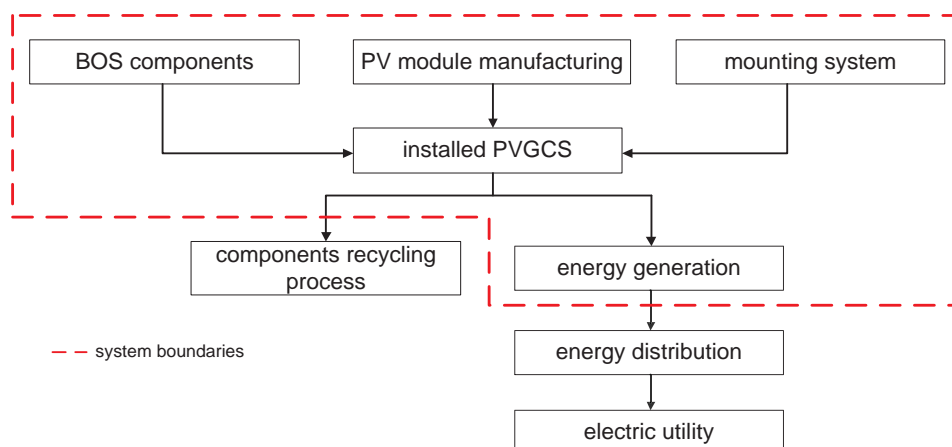 BOS components
PV module manufacturing
mounting system
installed PVGCS
components recycling
process
energy generation
system boundaries
energy distribution
electric utility